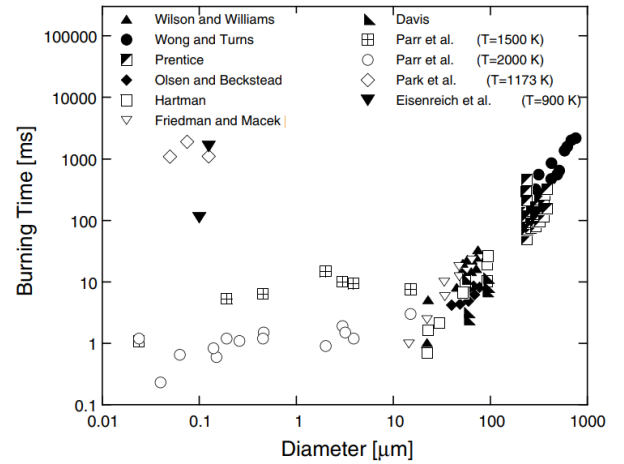 Wilson and Williams
Wong and Turns
Prentice
Olsen and Beckstead
Hartman
Friedman and Macek
Davis
Parr et al. (T=1500 K)
Parr et al. (T=2000 K)
Park et al. (T=1173 K)
Eisenreich et al. (T=900 K)
Burning Time [ms]
100000
10000
1000
100
10
1
0.1
0.01
0.1
1
10
100
1000
Diameter [μm]